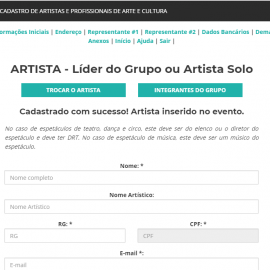 CADASTRO DE ARTISTAS E PROFISSIONAIS DE ARTE E CULTURA
ormações Iniciais | Endereço | Representante #1 | Representante #2 | Dados Bancários | Dema
Anexos | Início | Ajuda | Sair |
ARTISTA - Líder do Grupo ou Artista Solo
TROCAR O ARTISTA
INTEGRANTES DO GRUPO
Cadastrado com sucesso! Artista inserido no evento.
No caso de espetáculos de teatro, dança e circo, este deve ser do elenco ou o diretor do
espetáculo e deve ter DRT. No caso de espetáculo de música, este deve ser um músico do
espetáculo.
Nome: *
Nome completo
Nome Artístico:
Nome Artístico
RG: * CPF: *
RG CPF
E-mail *:
E-mail